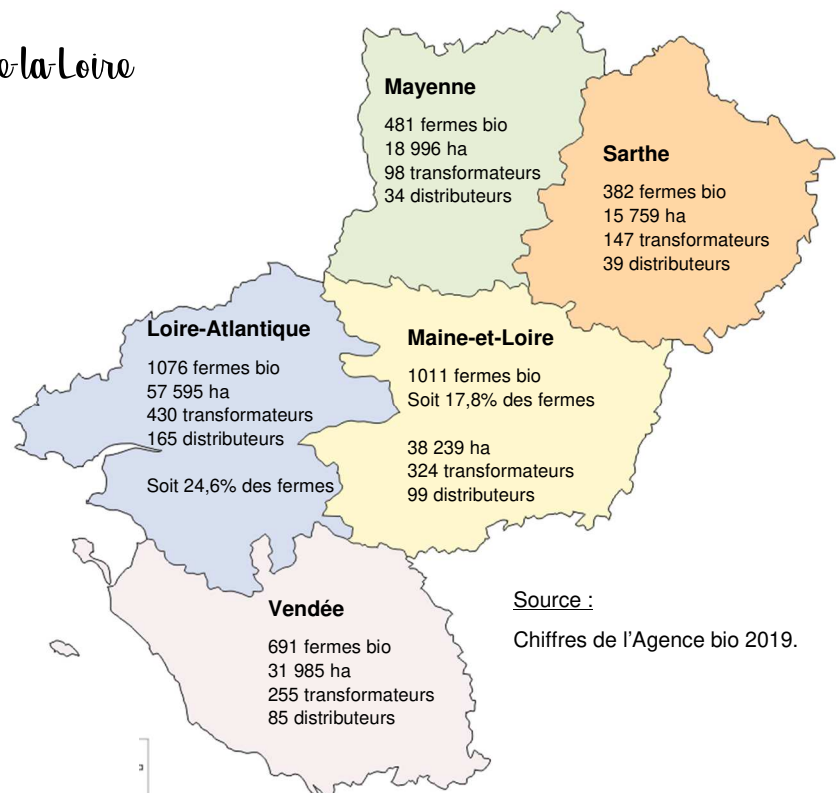 e-la-Loire
Mayenne
481 fermes bio
18 996 ha
98 transformateurs
34 distributeurs
Sarthe
382 fermes bio
15 759 ha
147 transformateurs
39 distributeurs
Loire-Atlantique
1076 fermes bio
57 595 ha
430 transformateurs
165 distributeurs
Soit 24,6% des fermes
Maine-et-Loire
1011 fermes bio
Soit 17,8% des fermes
38 239 ha
324 transformateurs
99 distributeurs
Vendée
691 fermes bio
31 985 ha
255 transformateurs
85 distributeurs
Source :
Chiffres de l’Agence bio 2019.